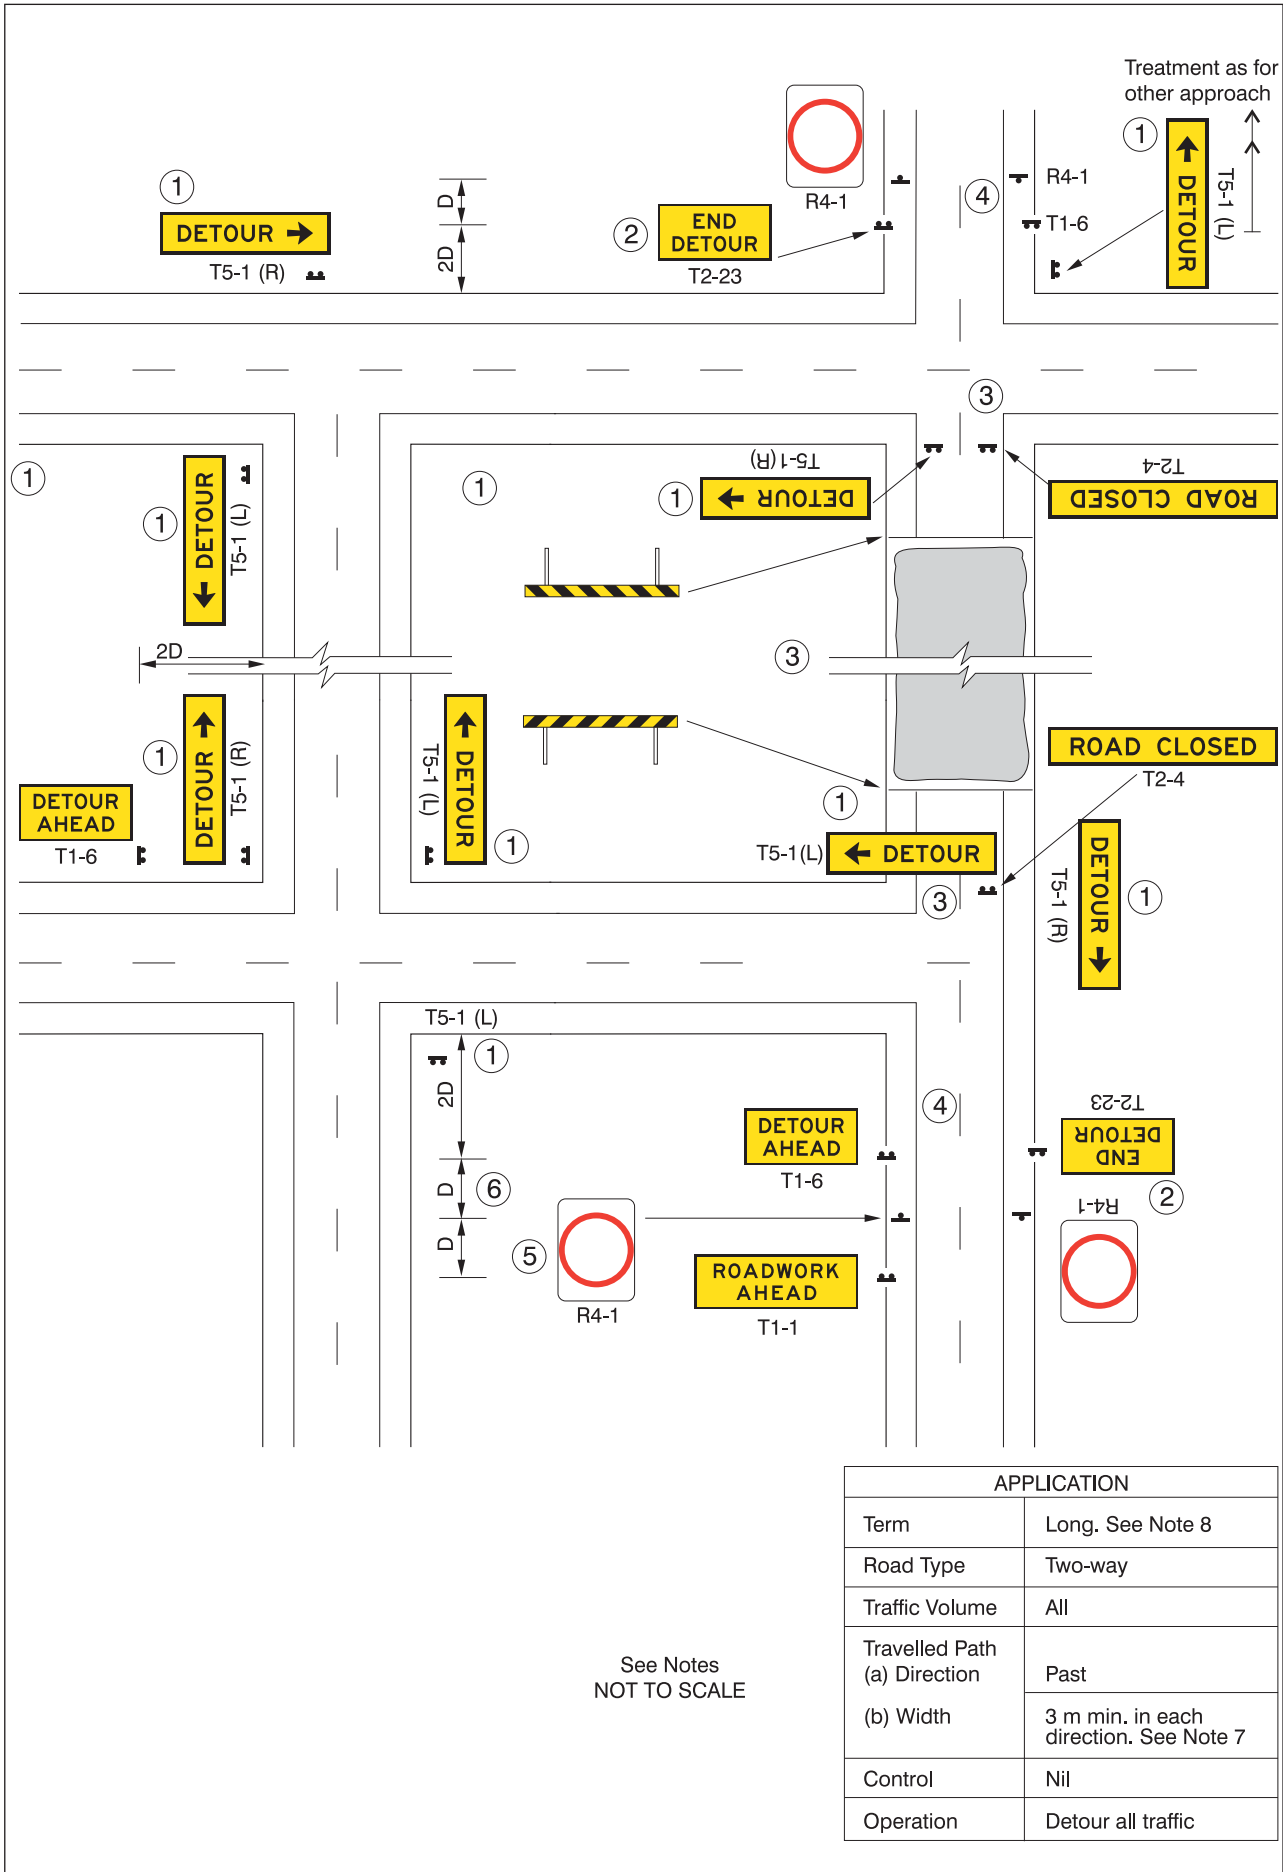 Treatment as for
other approach
1
DETOUR
T5-1 (L)
R4-1
4
R4-1
T1-6
1
DETOUR
T5-1 (R)
D
2D
2
END
DETOUR
T2-23
3
1
1
DETOUR
T5-1 (L)
1
T5-1 (R)
1
DETOUR
T2-4
ROAD CLOSED
2D
3
1
DETOUR
T5-1 (R)
DETOUR
AHEAD
T1-6
T5-1 (L)
DETOUR
1
ROAD CLOSED
T2-4
1
T5-1(L)
DETOUR
3
DETOUR
T5-1 (R)
1
T5-1 (L)
1
2D
D
6
D
5
R4-1
4
DETOUR
AHEAD
T1-6
ROADWORK
AHEAD
T1-1
T2-23
END
DETOUR
2
R4-1
APPLICATION
Term Long. See Note 8
Road Type Two-way
Traffic Volume All
Travelled Path
(a) Direction Past
(b) Width 3 m min. in each
direction. See Note 7
Control Nil
Operation Detour all traffic
See Notes
NOT TO SCALE